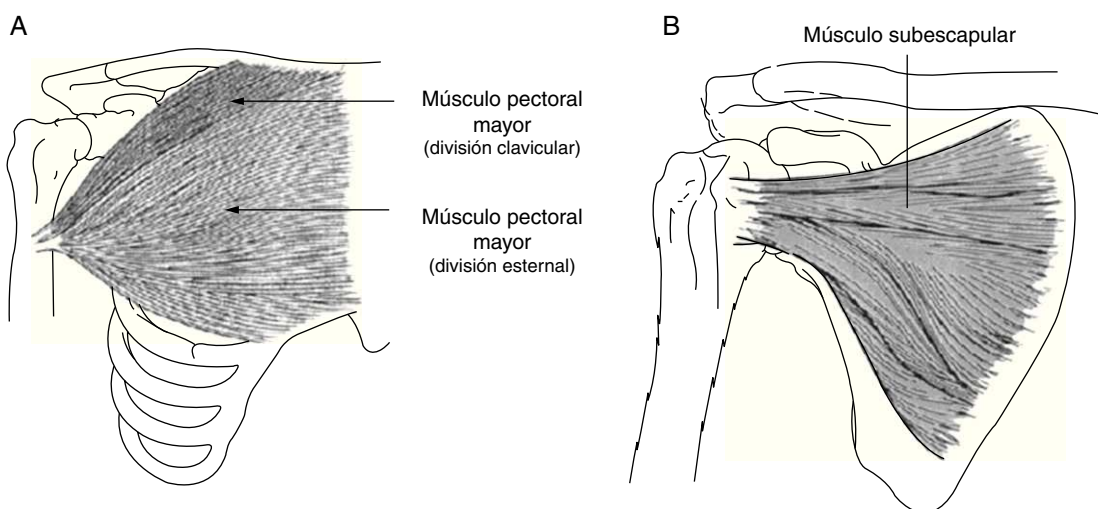 A
Músculo pectoral
mayor
(división clavicular)
Músculo pectoral
mayor
(división esternal)
B
Músculo subescapular